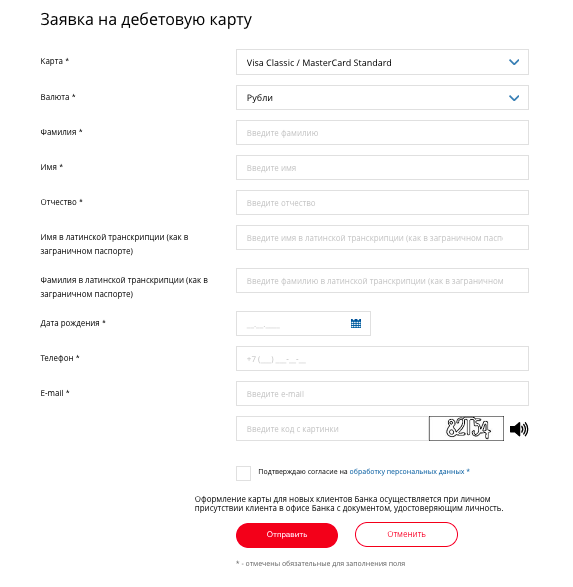 Заявка на дебетовую карту
Карта *
Visa Classic / MasterCard Standard
Валюта *
Рубли
Фамилия *
Введите фамилию
Имя *
Введите имя
Отчество *
Введите отчество
Имя в латинской транскрипции (как в
заграничном паспорте)
Введите имя в латинской транскрипции (как в заграничном пасп
Фамилия в латинской транскрипции (как в
заграничном паспорте)
Введите фамилию в латинской транскрипции (как в заграничном
Дата рождения *
__.__.____
Телефон *
+7 (___) ___-__-__
E-mail *
Введите e-mail
Введите код с картинки
Подтверждаю согласие на обработку персональных данных *
Оформление карты для новых клиентов Банка осуществляется при личном
присутствии клиента в офисе Банка с документом, удостоверяющим личность.
Отправить
Отменить
* - отмечены обязательные для заполнения поля